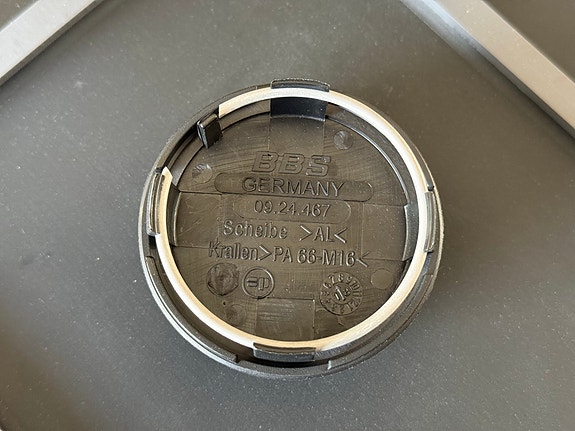 BBS
GERMANY
09.24.467
Scheibe >AL<
Krallen>PA 66-M16<